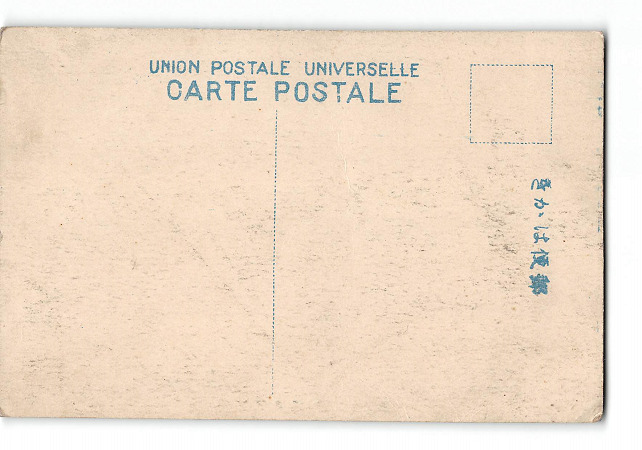 UNION POSTALE UNIVERSELLE
CARTE POSTALE
きかは便郵